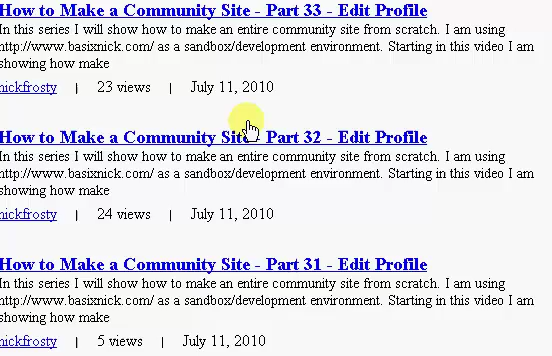 How to Make a Community Site - Part 33 - Edit Profile
In this series I will show how to make an entire community site from scratch. I am using
http://www.basixnick.com/ as a sandbox/development environment. Starting in this video I am
showing how make
nickfrosty | 23 views | July 11, 2010
How to Make a Community Site - Part 32 - Edit Profile
In this series I will show how to make an entire community site from scratch. I am using
http://www.basixnick.com/ as a sandbox/development environment. Starting in this video I am
showing how make
nickfrosty | 24 views | July 11, 2010
How to Make a Community Site - Part 31 - Edit Profile
In this series I will show how to make an entire community site from scratch. I am using
http://www.basixnick.com/ as a sandbox/development environment. Starting in this video I am
showing how make
nickfrosty | 5 views | July 11, 2010